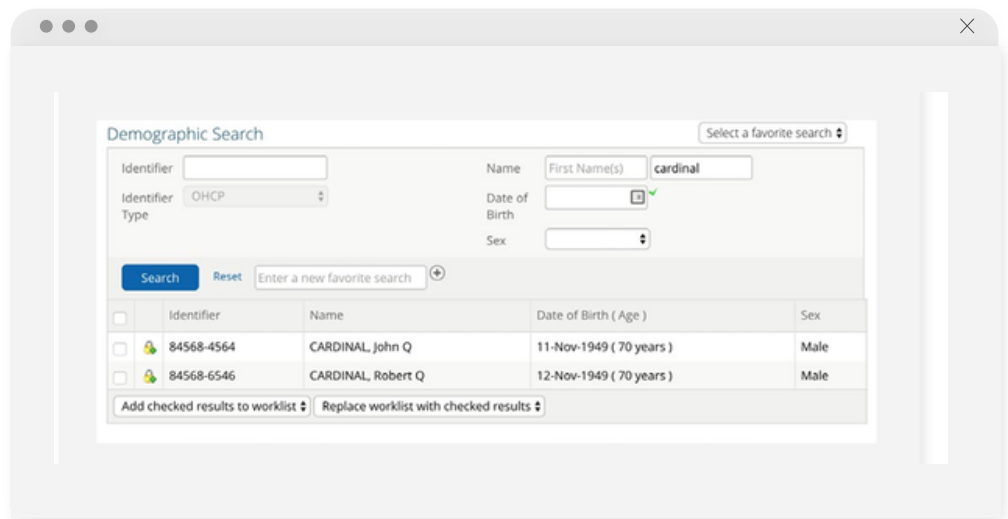 Demographic Search
Select a favorite search
Identifier
Name
First Name(s)
cardinal
Identifier Type
OHCP
Date of Birth
Sex
Search
Reset
Enter a new favorite search
Identifier Name Date of Birth ( Age ) Sex
84568-4564 CARDINAL, John Q 11-Nov-1949 ( 70 years ) Male
84568-6546 CARDINAL, Robert Q 12-Nov-1949 ( 70 years ) Male
Add checked results to worklist Replace worklist with checked results